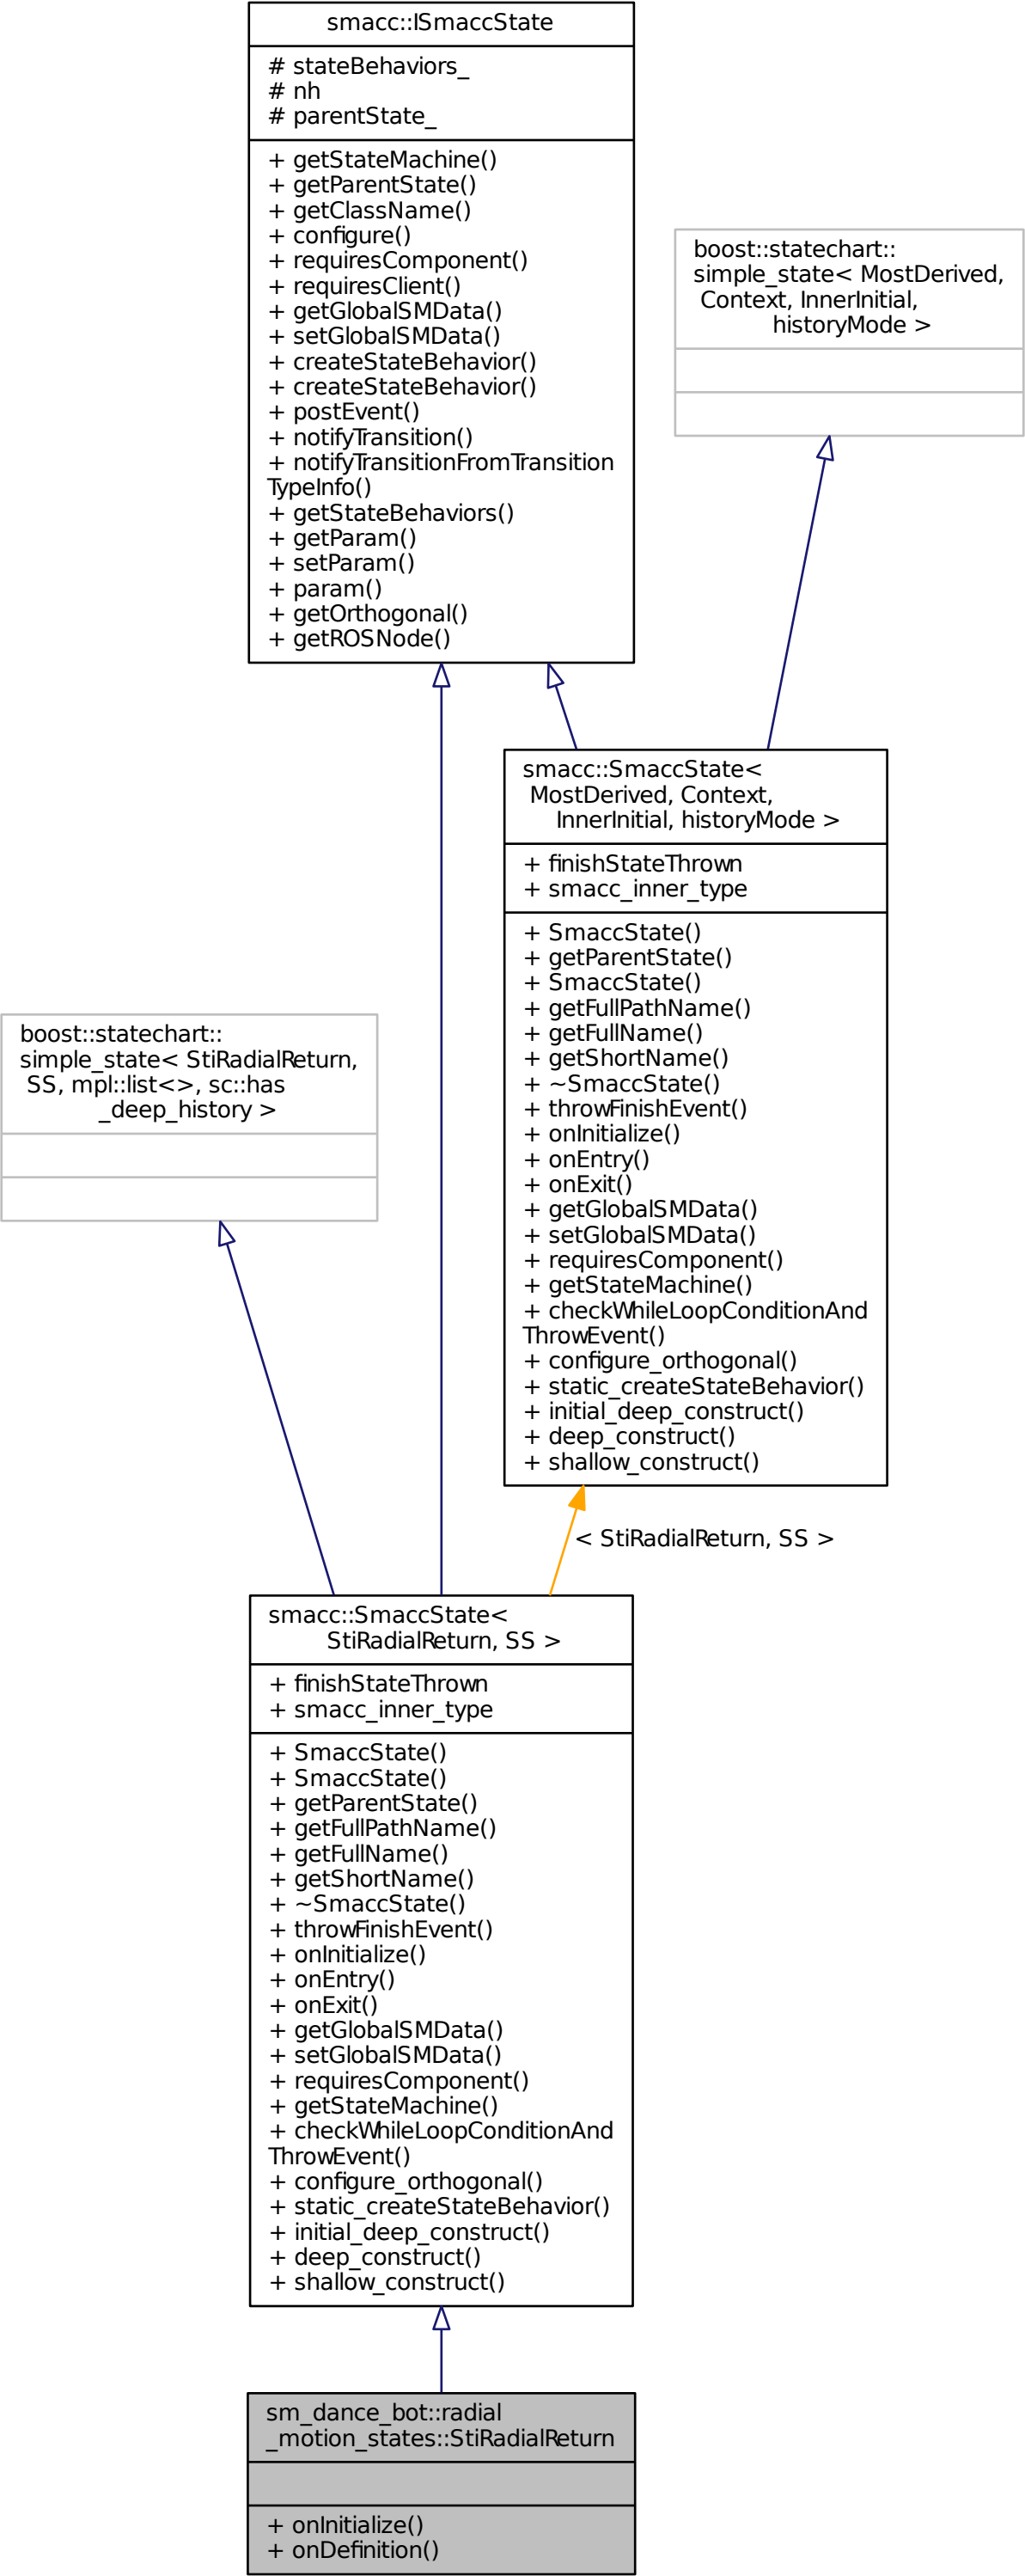 smacc::ISmaccState
# stateBehaviors_
# nh
# parentState_
+ getStateMachine()
+ getParentState()
+ getClassName()
+ configure()
+ requiresComponent()
+ requiresClient()
+ getGlobalSMData()
+ setGlobalSMData()
+ createStateBehavior()
+ createStateBehavior()
+ postEvent()
+ notifyTransition()
+ notifyTransitionFromTransition
TypeInfo()
+ getStateBehaviors()
+ getParam()
+ setParam()
+ param()
+ getOrthogonal()
+ getROSNode()
boost::statechart::
simple_state< MostDerived,
Context, InnerInitial,
historyMode >
smacc::SmaccState<
MostDerived, Context,
InnerInitial, historyMode >
+ finishStateThrown
+ smacc_inner_type
+ SmaccState()
+ getParentState()
+ SmaccState()
+ getFullPathName()
+ getFullName()
+ getShortName()
+ ~SmaccState()
+ throwFinishEvent()
+ onInitialize()
+ onEntry()
+ onExit()
+ getGlobalSMData()
+ setGlobalSMData()
+ requiresComponent()
+ getStateMachine()
+ checkWhileLoopConditionAnd
ThrowEvent()
+ configure_orthogonal()
+ static_createStateBehavior()
+ initial_deep_construct()
+ deep_construct()
+ shallow_construct()
boost::statechart::
simple_state< StiRadialReturn,
SS, mpl::list<>, sc::has
_deep_history >
< StiRadialReturn, SS >
smacc::SmaccState<
StiRadialReturn, SS >
+ finishStateThrown
+ smacc_inner_type
+ SmaccState()
+ SmaccState()
+ getParentState()
+ getFullPathName()
+ getFullName()
+ getShortName()
+ ~SmaccState()
+ throwFinishEvent()
+ onInitialize()
+ onEntry()
+ onExit()
+ getGlobalSMData()
+ setGlobalSMData()
+ requiresComponent()
+ getStateMachine()
+ checkWhileLoopConditionAnd
ThrowEvent()
+ configure_orthogonal()
+ static_createStateBehavior()
+ initial_deep_construct()
+ deep_construct()
+ shallow_construct()
sm_dance_bot::radial
_motion_states::StiRadialReturn
+ onInitialize()
+ onDefinition()